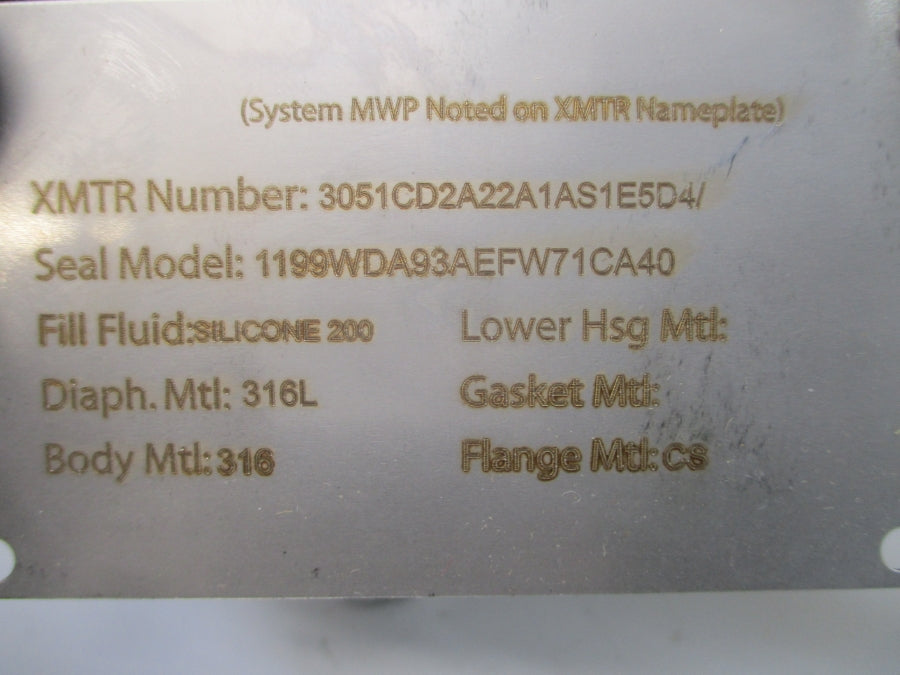 (System MWP Noted on XMTR Nameplate)
XMTR Number: 3051CD2A22A1AS1E5D4/
Seal Model: 1199WDA93AEFW71CA40
Fill Fluid:SILICONE 200 Lower Hsg Mtl:
Diaph. Mtl: 316L Gasket Mtl:
Body Mtl:316 Flange Mtl:CS